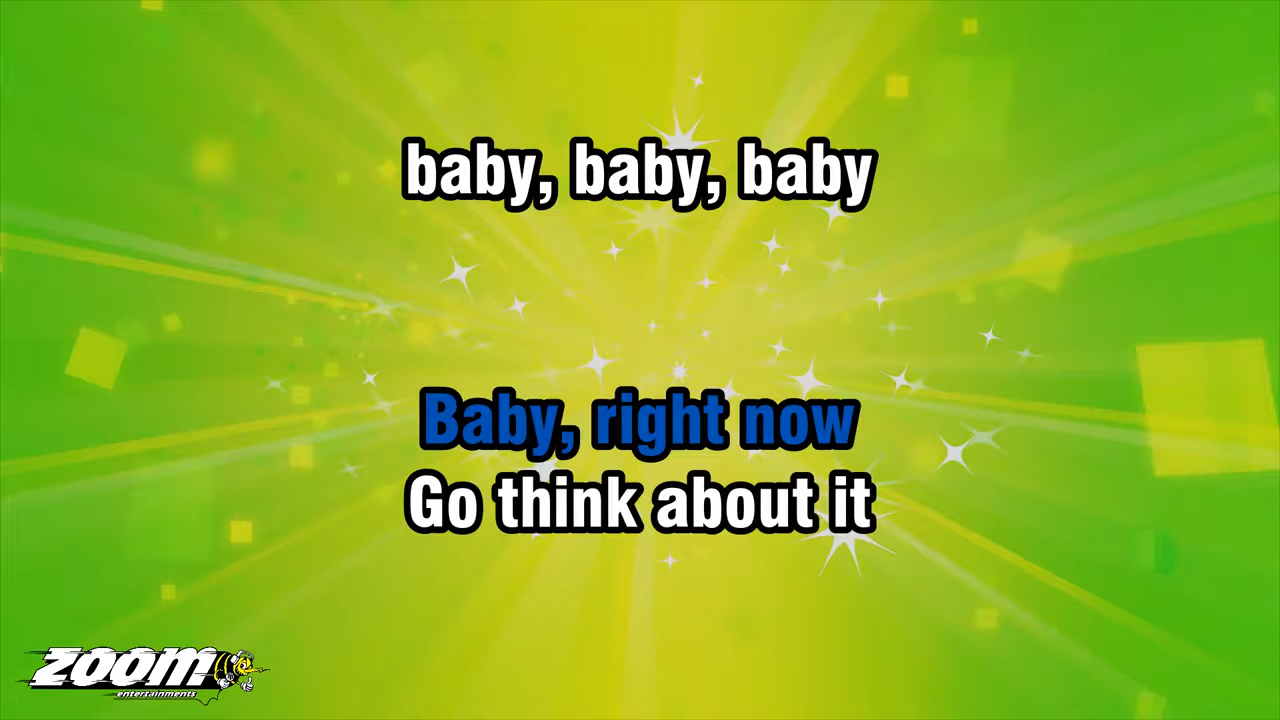 baby, baby, baby
Baby, right now
Go think about it
ZOOM
entertainments